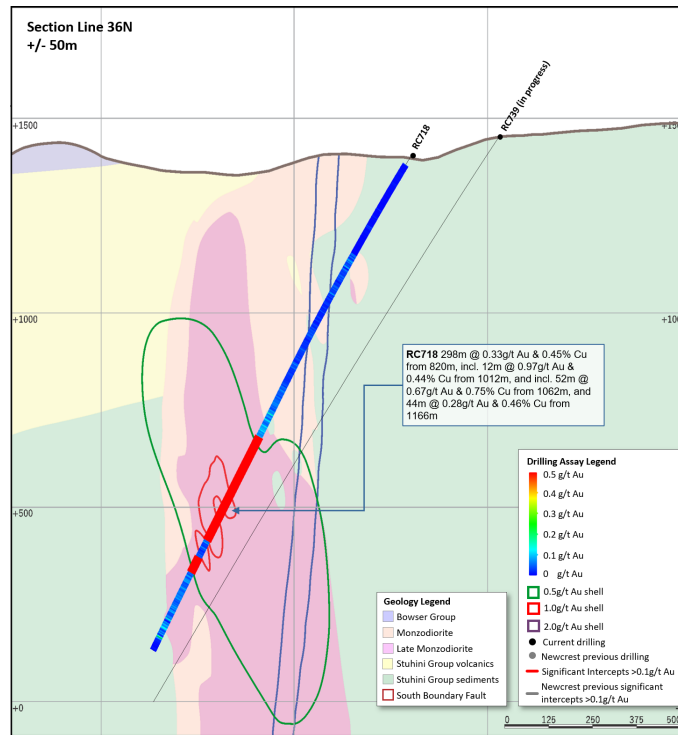 Section Line 36N
+/- 50m
RC718
RC739 (in progress)
+1500
+1500
+1000
+100
RC718 298m @ 0.33g/t Au & 0.45% Cu
from 820m, incl. 12m @ 0.97g/t Au &
0.44% Cu from 1012m, and incl. 52m @
0.67g/t Au & 0.75% Cu from 1062m, and
44m @ 0.28g/t Au & 0.46% Cu from
1166m
+500
+0
Geology Legend
Bowser Group
Monzodiorite
Late Monzodiorite
Stuhini Group volcanics
Stuhini Group sediments
South Boundary Fault
Drilling Assay Legend
0.5 g/t Au
0.4 g/t Au
0.3 g/t Au
0.2 g/t Au
0.1 g/t Au
0 g/t Au
0.5g/t Au shell
1.0g/t Au shell
2.0g/t Au shell
Current drilling
Newcrest previous drilling
Significant Intercepts >0.1g/t Au
Newcrest previous significant
intercepts >0.1g/t Au
0 125 250 375 500